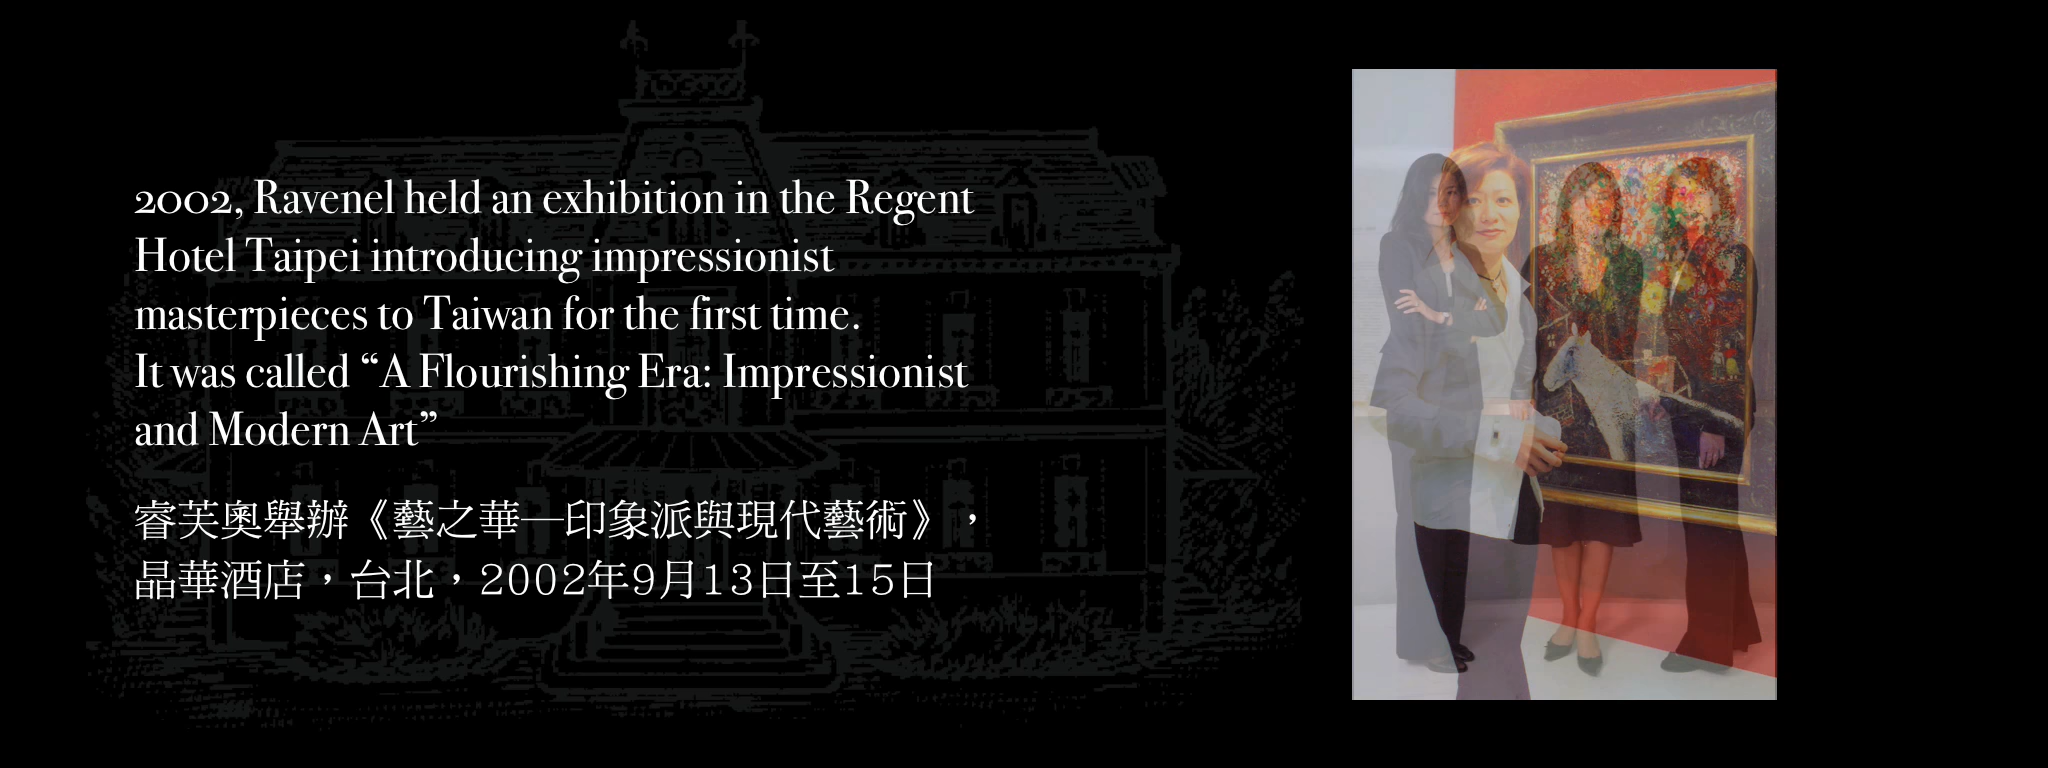 2002, Ravenel held an exhibition in the Regent
Hotel Taipei introducing impressionist
masterpieces to Taiwan for the first time.
It was called “A Flourishing Era: Impressionist
and Modern Art”
睿芙奧舉辦《藝之華—印象派與現代藝術》，
晶華酒店，台北，2002年9月13日至15日